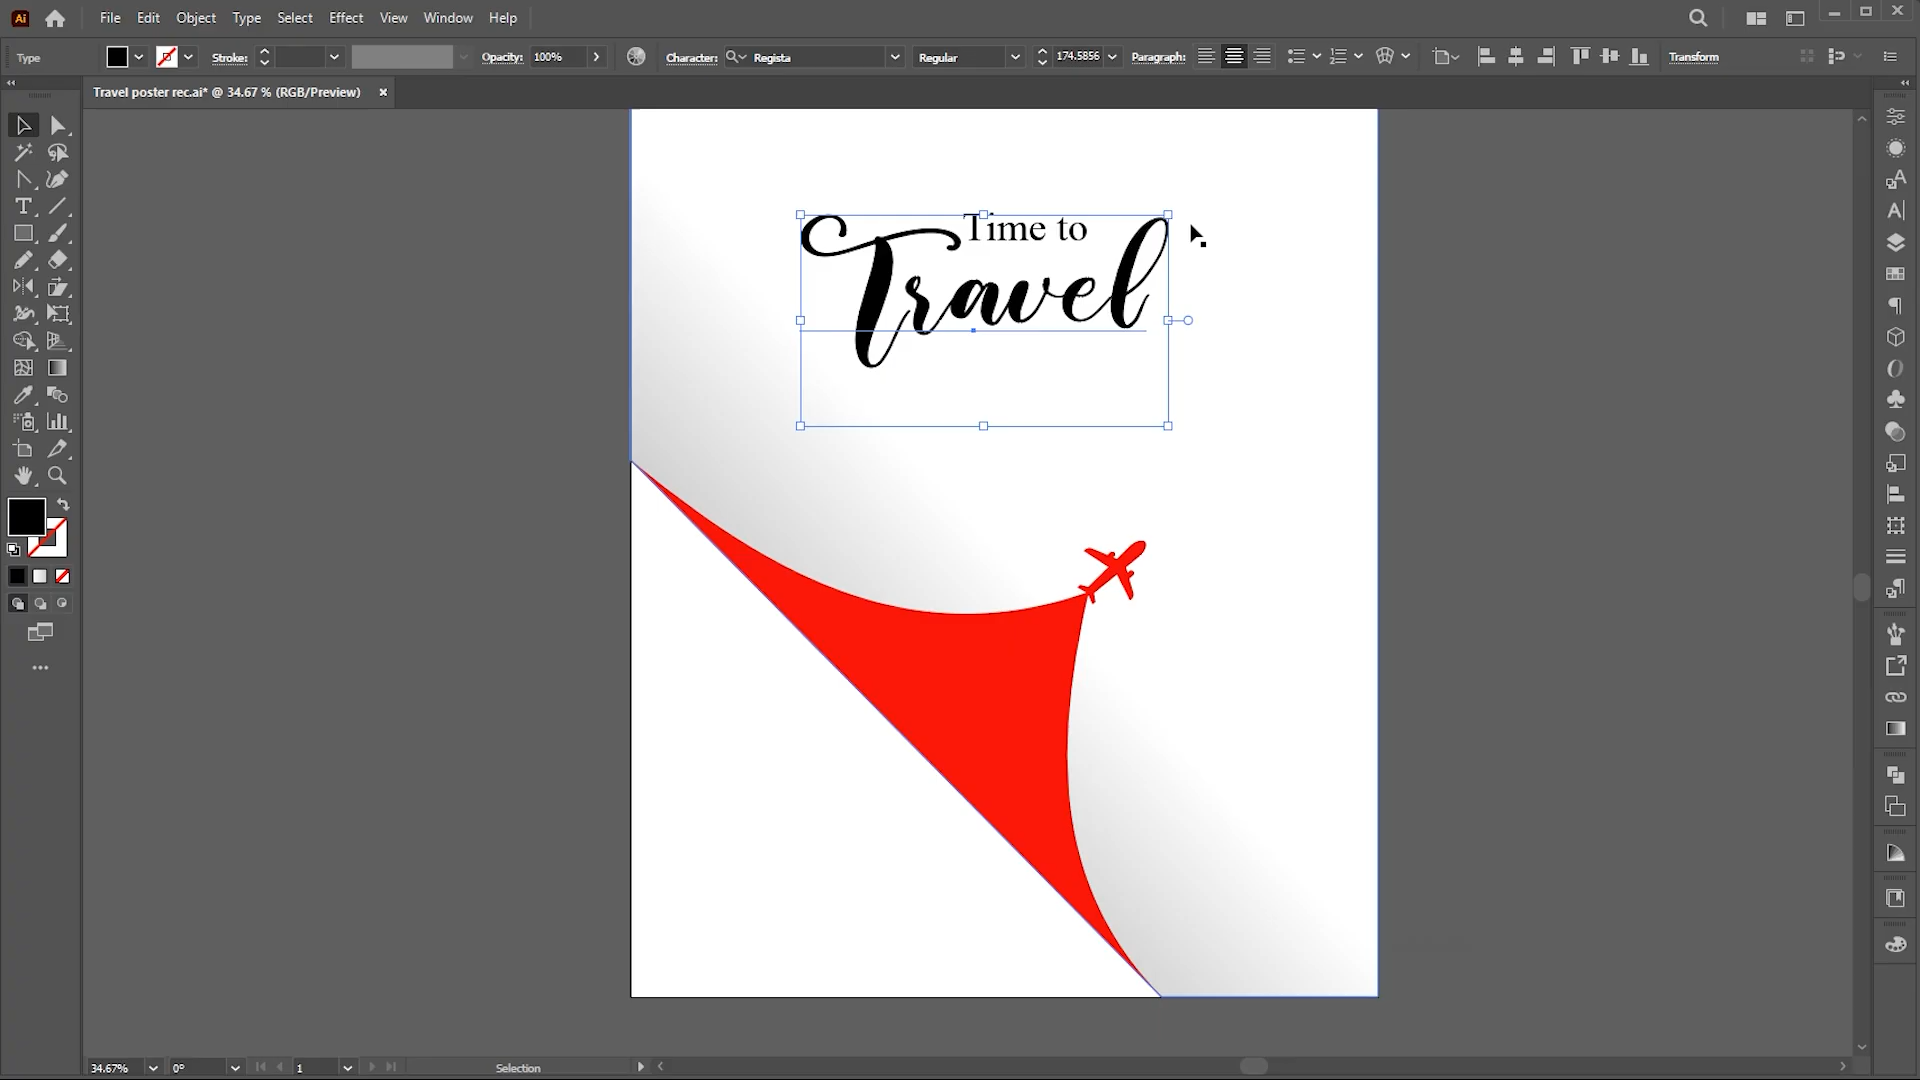 Ai File Edit Object Type Select Effect View Window Help
Type Stroke: Opacity: 100% Character: Regista Regular 174.5856 Paragraph: Transform
Travel poster rec.ai* @ 34.67 % (RGB/Preview) ×
Time to
Travel
34.67% 0° 1 Selection